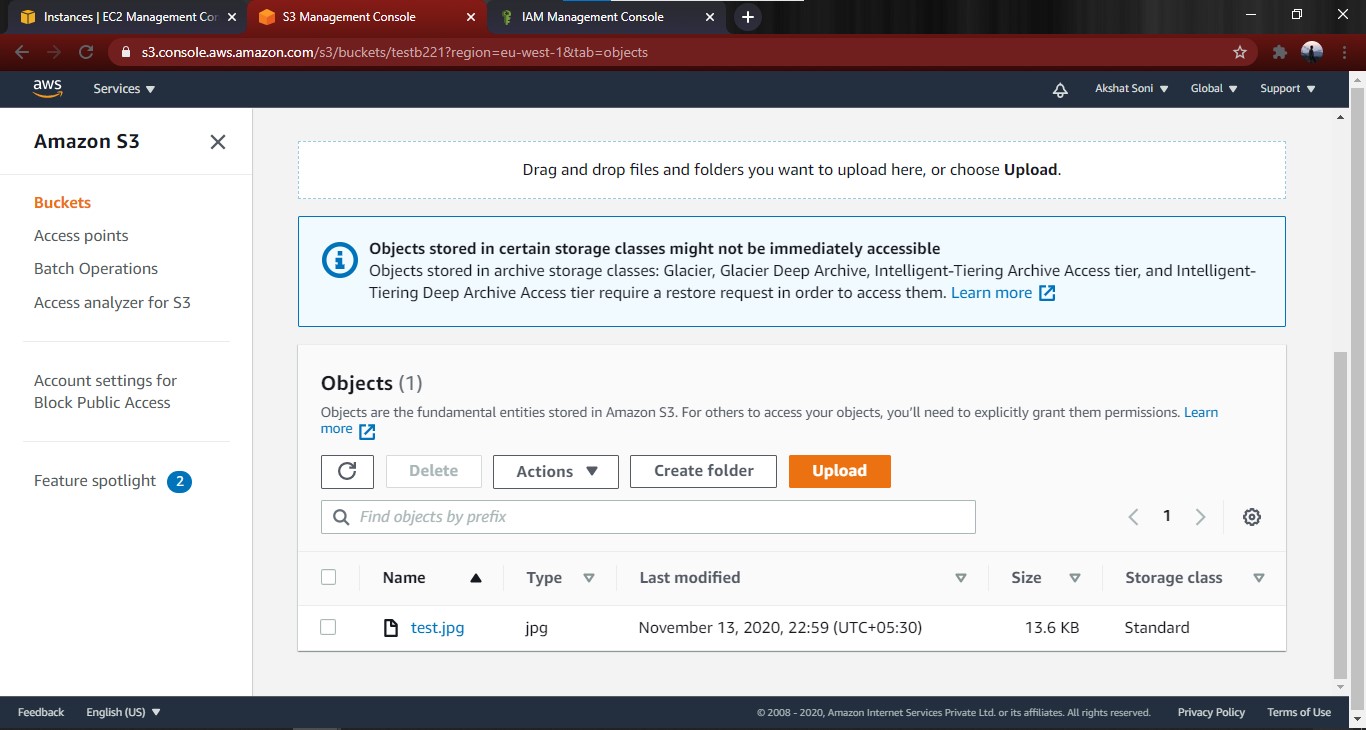 Instances | EC2 Management Cor
S3 Management Console
IAM Management Console
s3.console.aws.amazon.com/s3/buckets/testb221?region=eu-west-1&tab=objects
aws
Services
Akshat Soni
Global
Support
Amazon S3
Buckets
Access points
Batch Operations
Access analyzer for S3
Account settings for
Block Public Access
Feature spotlight 2
Drag and drop files and folders you want to upload here, or choose Upload.
Objects stored in certain storage classes might not be immediately accessible
Objects stored in archive storage classes: Glacier, Glacier Deep Archive, Intelligent-Tiering Archive Access tier, and Intelligent-
Tiering Deep Archive Access tier require a restore request in order to access them. Learn more
Objects (1)
Objects are the fundamental entities stored in Amazon S3. For others to access your objects, you'll need to explicitly grant them permissions. Learn
more
Delete
Actions
Create folder
Upload
Find objects by prefix
1
Name Type Last modified Size Storage class
test.jpg jpg November 13, 2020, 22:59 (UTC+05:30) 13.6 KB Standard
Feedback
English (US)
© 2008 - 2020, Amazon Internet Services Private Ltd. or its affiliates. All rights reserved.
Privacy Policy
Terms of Use